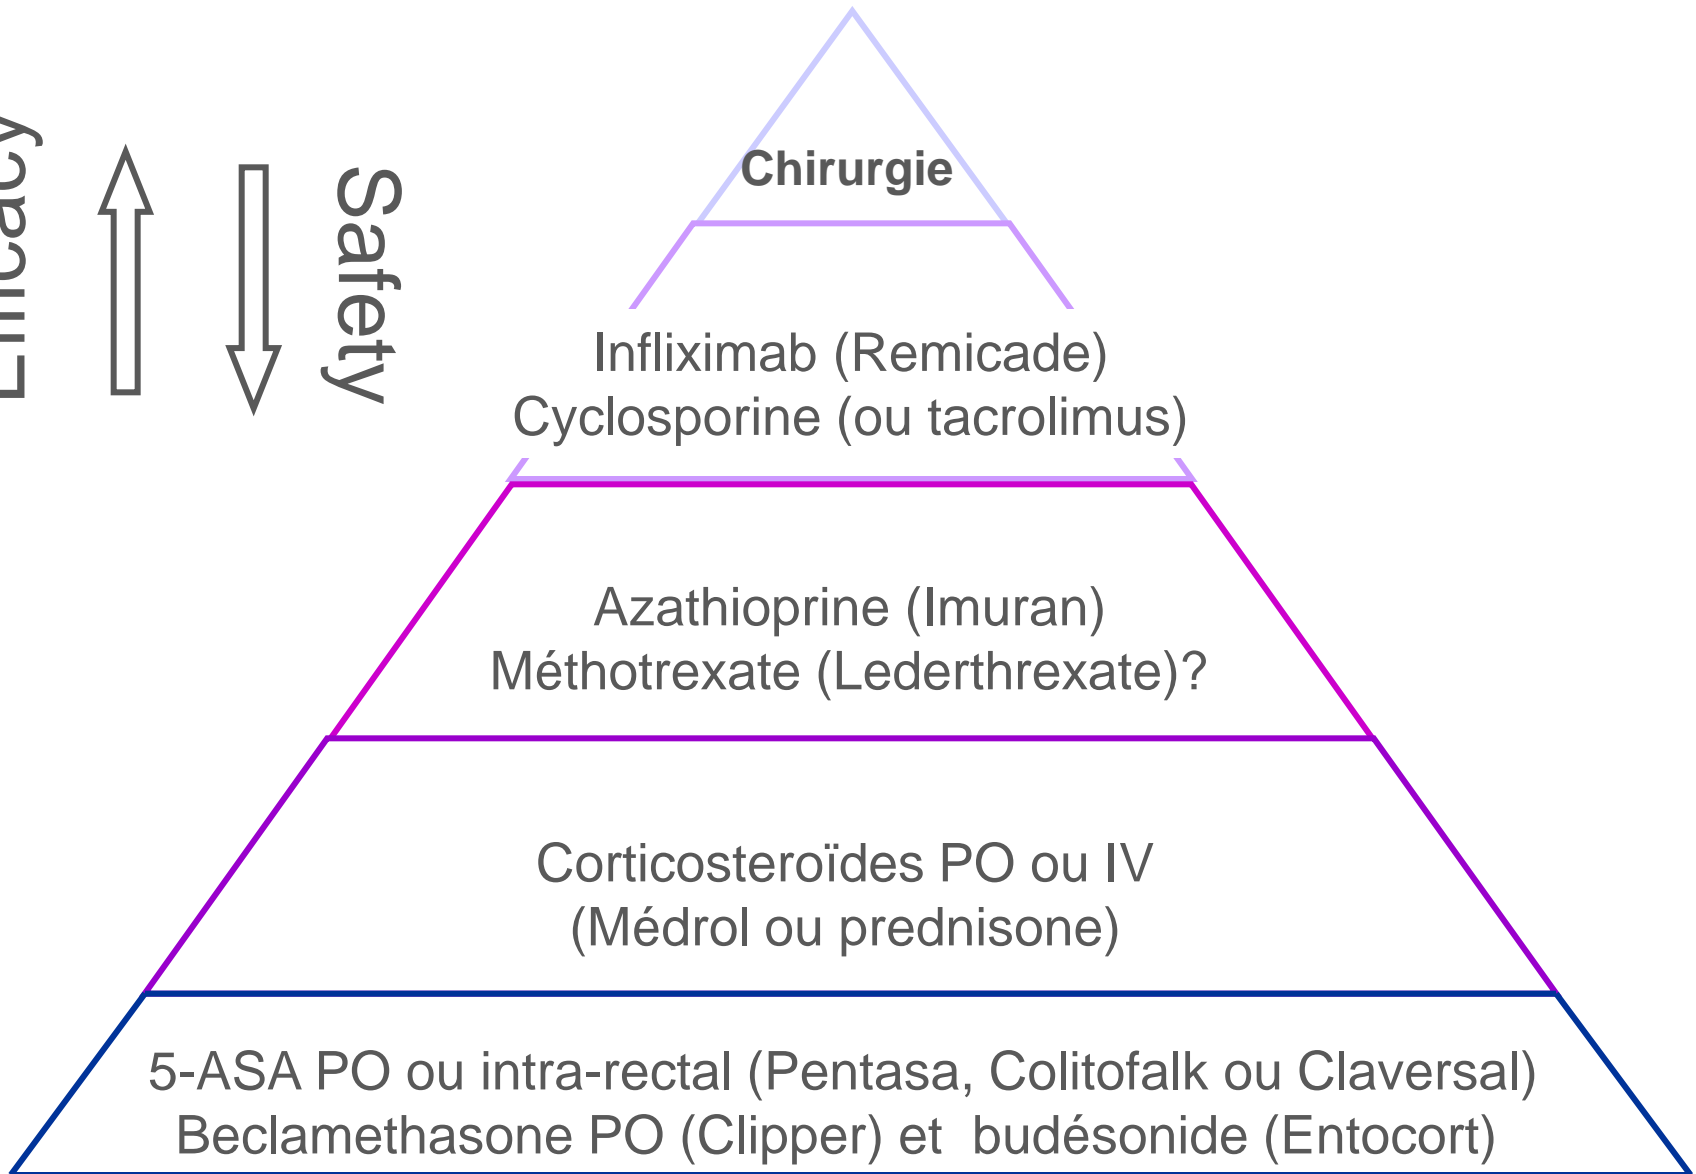 Efficacy
Safety
Chirurgie
Infliximab (Remicade)
Cyclosporine (ou tacrolimus)
Azathioprine (Imuran)
Méthotrexate (Lederthrexate)?
Corticosteroïdes PO ou IV
(Médrol ou prednisone)
5-ASA PO ou intra-rectal (Pentasa, Colitofalk ou Claversal)
Beclamethasone PO (Clipper) et budésonide (Entocort)